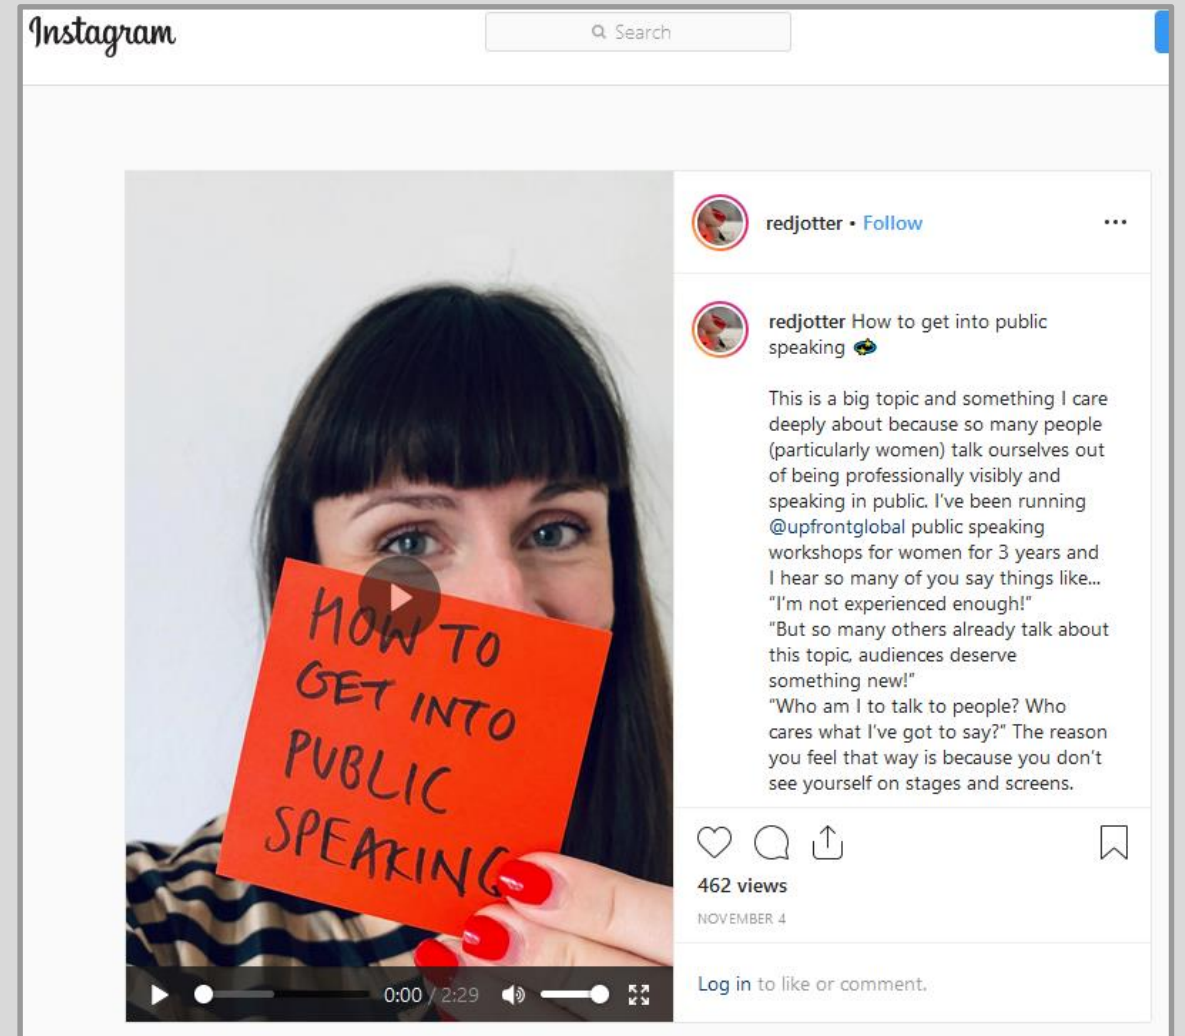 Instagram
Search
HOW TO
GET INTO
PUBLIC
SPEAKING
0:00 / 2:29
redjotter • Follow
redjotter How to get into public
speaking
This is a big topic and something I care
deeply about because so many people
(particularly women) talk ourselves out
of being professionally visibly and
speaking in public. I've been running
@upfrontglobal public speaking
workshops for women for 3 years and
I hear so many of you say things like...
"I'm not experienced enough!"
"But so many others already talk about
this topic, audiences deserve
something new!"
"Who am I to talk to people? Who
cares what I've got to say?" The reason
you feel that way is because you don't
see yourself on stages and screens.
462 views
NOVEMBER 4
Log in to like or comment.